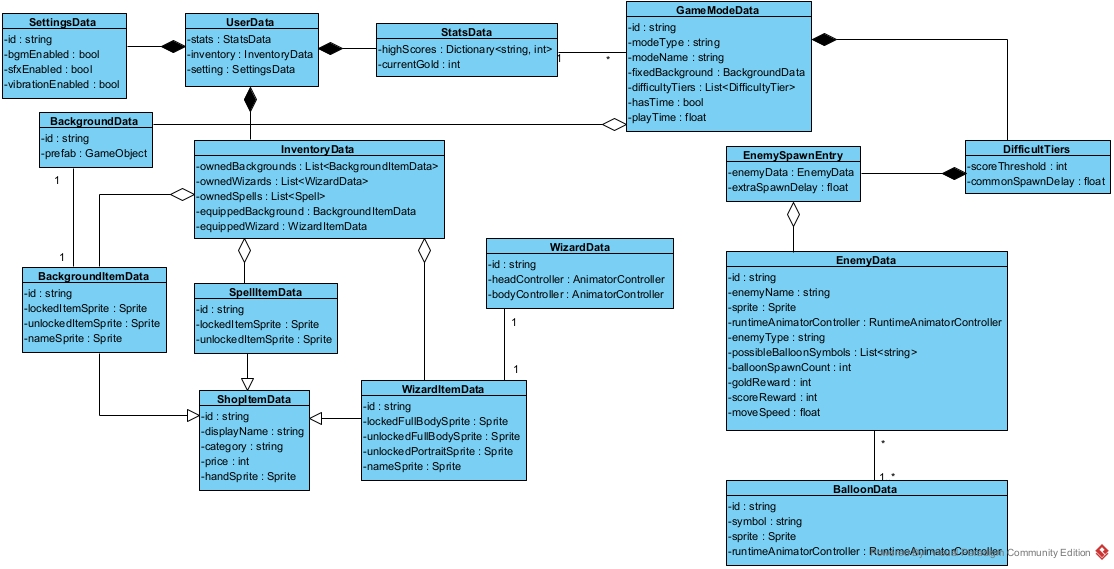 SettingsData
-id : string
-bgmEnabled : bool
-sfxEnabled : bool
-vibrationEnabled : bool
UserData
-stats : StatsData
-inventory : InventoryData
-setting : SettingsData
StatsData
-highScores : Dictionary<string, int>
-currentGold : int
1
*
GameModeData
-id : string
-modeType : string
-modeName : string
-fixedBackground : BackgroundData
-difficultyTiers : List<DifficultyTier>
-hasTime : bool
-playTime : float
BackgroundData
-id : string
-prefab : GameObject
1
1
InventoryData
-ownedBackgrounds : List<BackgroundItemData>
-ownedWizards : List<WizardData>
-ownedSpells : List<Spell>
-equippedBackground : BackgroundItemData
-equippedWizard : WizardItemData
EnemySpawnEntry
-enemyData : EnemyData
-extraSpawnDelay : float
DifficultTiers
-scoreThreshold : int
-commonSpawnDelay : float
WizardData
-id : string
-headController : AnimatorController
-bodyController : AnimatorController
1
1
BackgroundItemData
-id : string
-lockedItemSprite : Sprite
-unlockedItemSprite : Sprite
-nameSprite : Sprite
SpellItemData
-id : string
-lockedItemSprite : Sprite
-unlockedItemSprite : Sprite
EnemyData
-id : string
-enemyName : string
-sprite : Sprite
-runtimeAnimatorController : RuntimeAnimatorController
-enemyType : string
-possibleBalloonSymbols : List<string>
-balloonSpawnCount : int
-goldReward : int
-scoreReward : int
-moveSpeed : float
ShopItemData
-id : string
-displayName : string
-category : string
-price : int
-handSprite : Sprite
WizardItemData
-id : string
-lockedFullBodySprite : Sprite
-unlockedFullBodySprite : Sprite
-unlockedPortraitSprite : Sprite
-nameSprite : Sprite
*
1..*
BalloonData
-id : string
-symbol : string
-sprite : Sprite
-runtimeAnimatorController : RuntimeAnimatorController
Community Edition